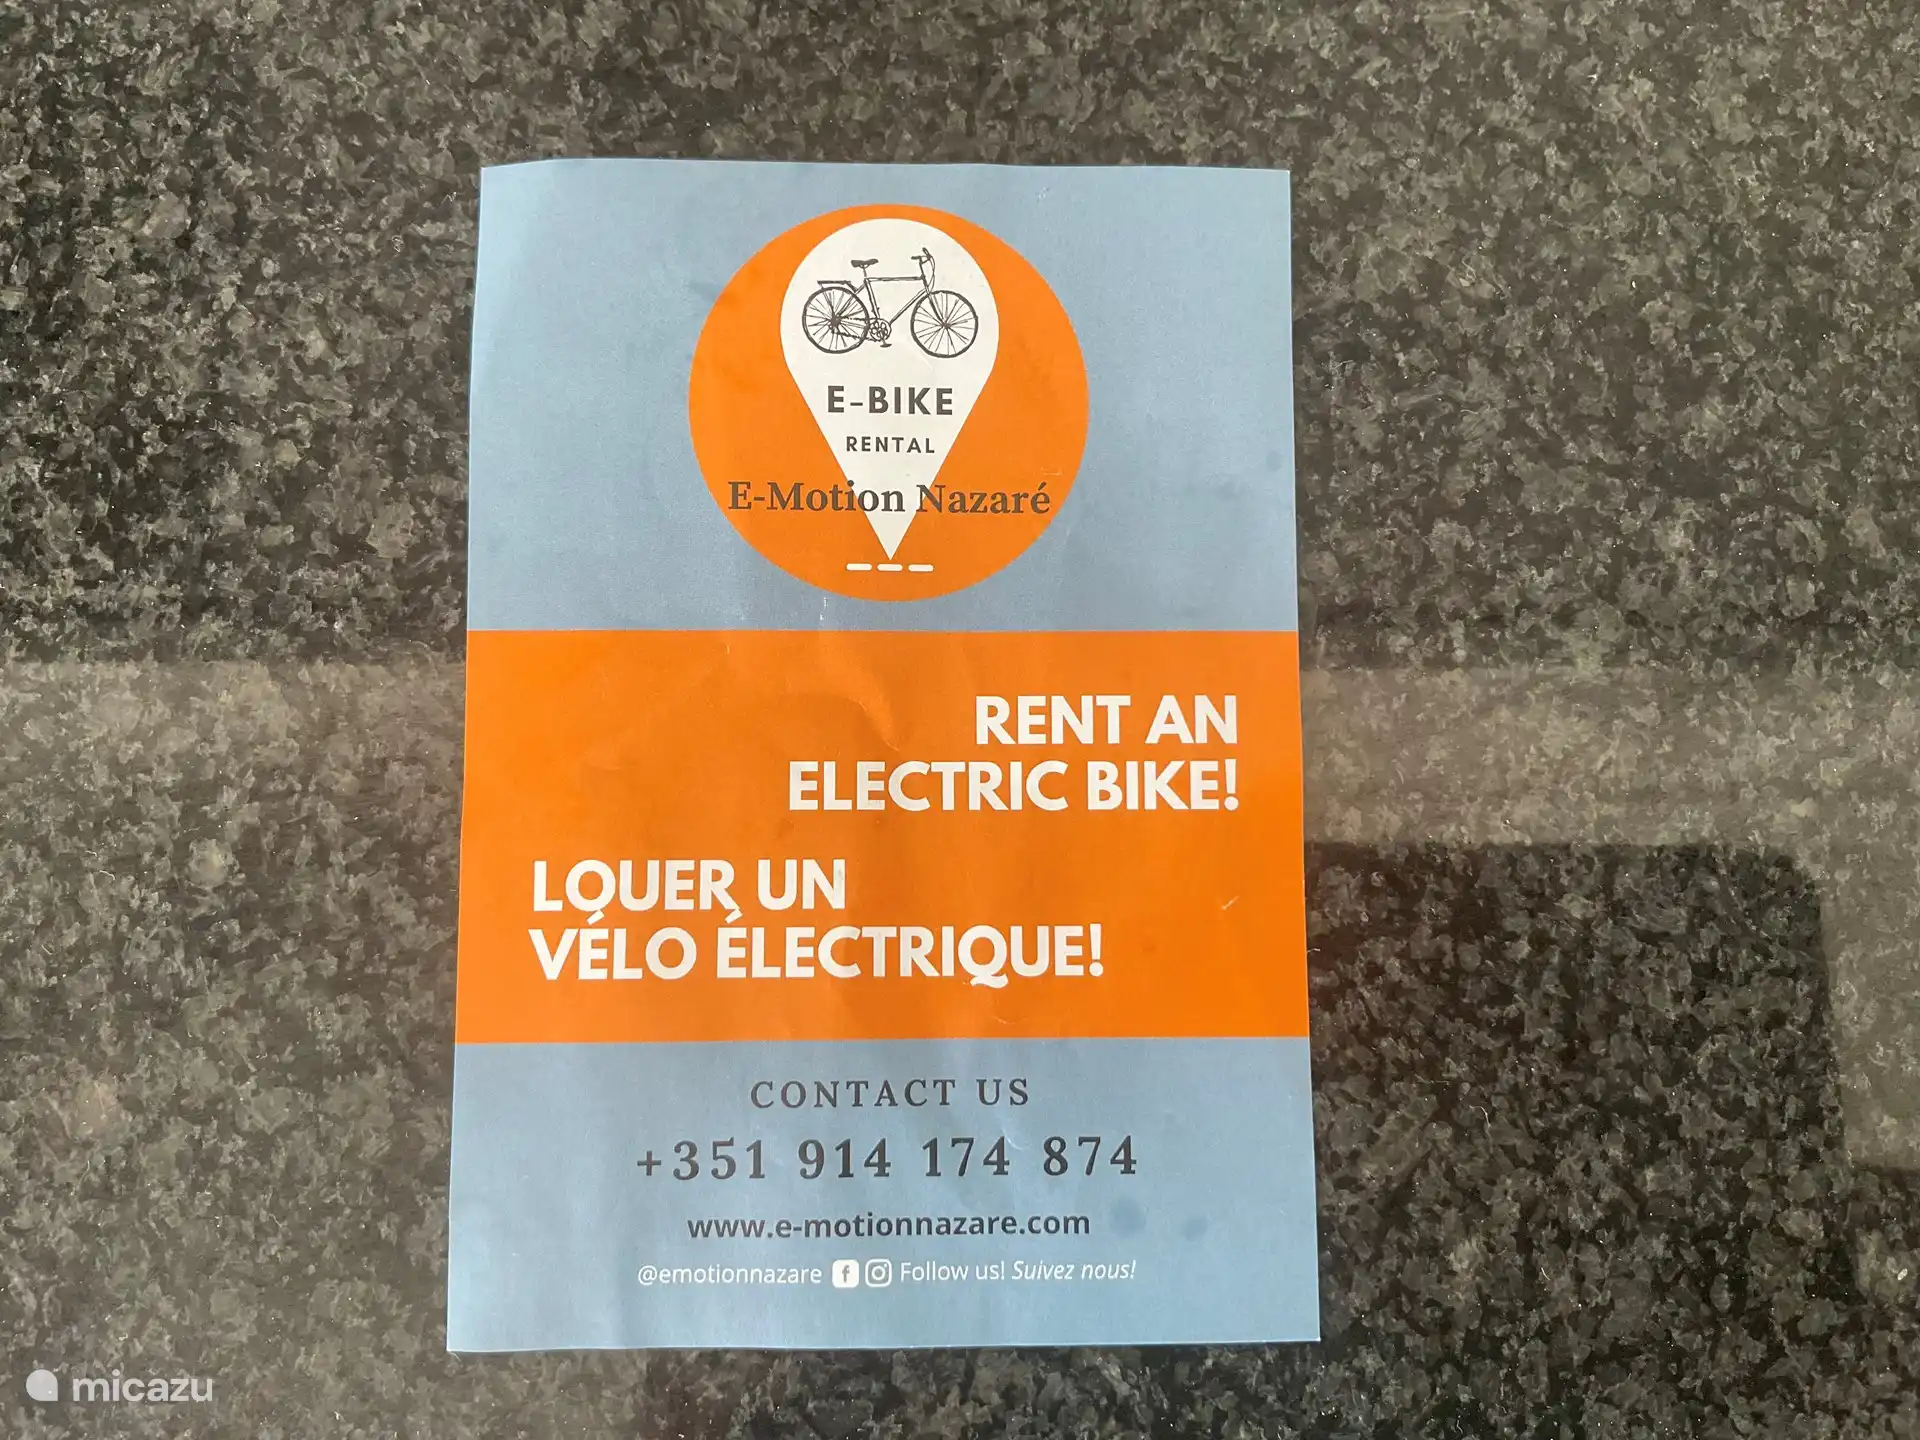 E-BIKE
RENTAL
E-Motion Nazaré
RENT AN
ELECTRIC BIKE!
LOUER UN
VÉLO ÉLECTRIQUE!
CONTACT US
+351 914 174 874
www.e-motionnazare.com
@emotionnazare f Follow us! Suivez nous!
micazu